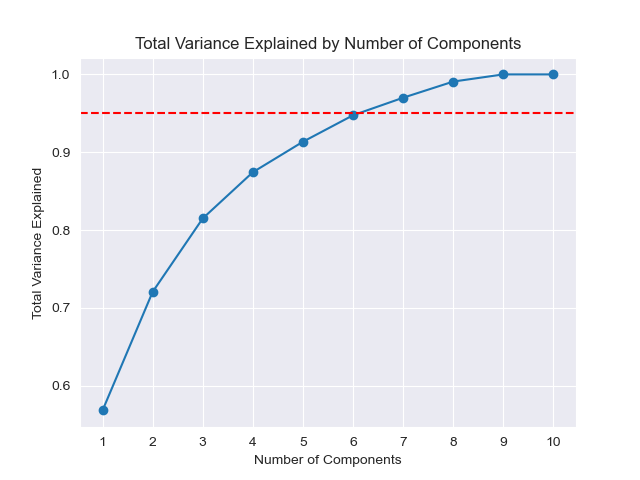 Total Variance Explained by Number of Components
1.0
0.9
0.8
0.7
0.6
Total Variance Explained
1 2 3 4 5 6 7 8 9 10
Number of Components